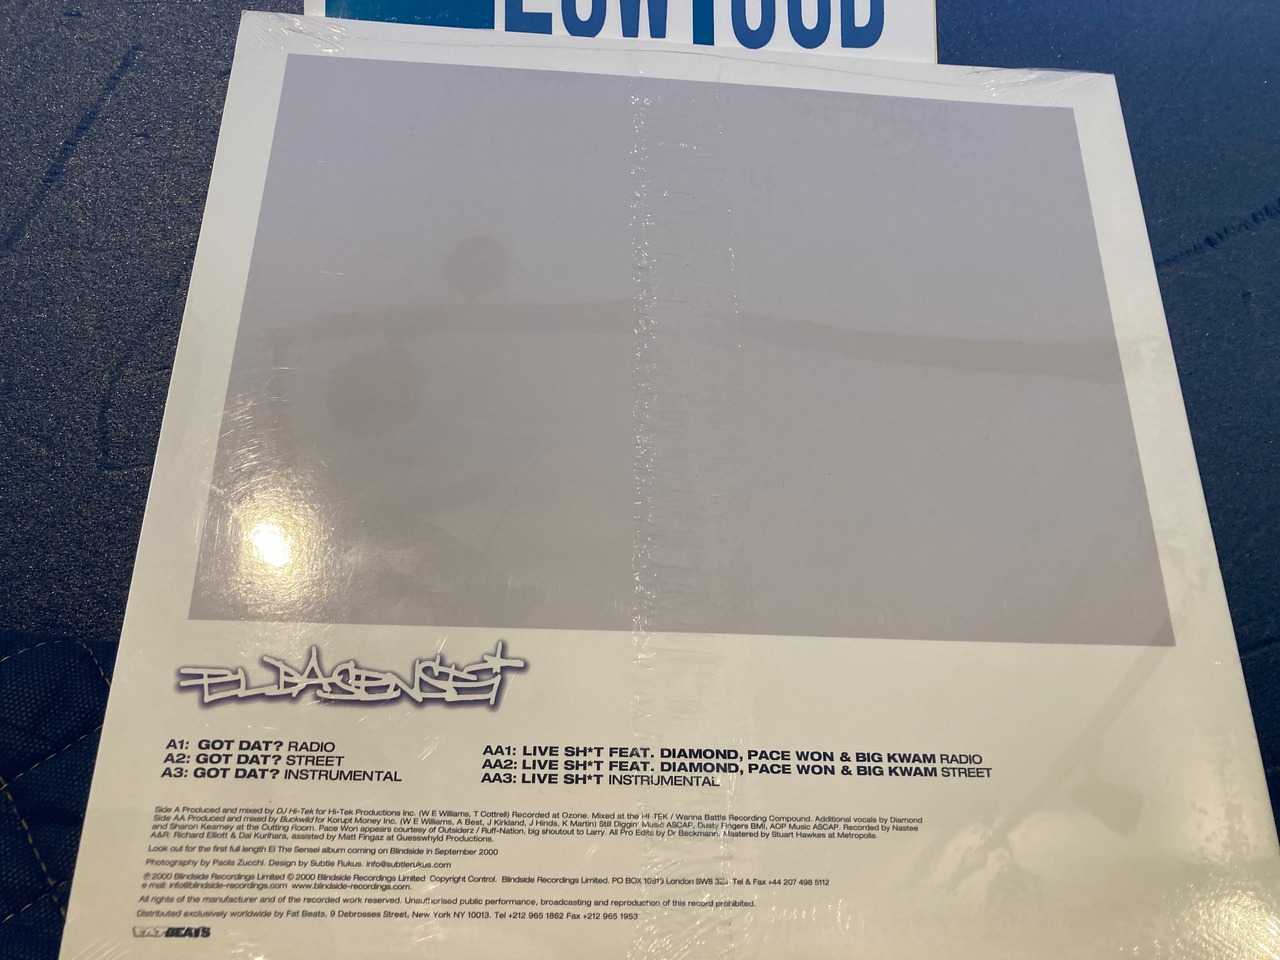 EL DA SENSEI
A1: GOT DAT? RADIO
A2: GOT DAT? STREET
A3: GOT DAT? INSTRUMENTAL
AA1: LIVE SH*T FEAT. DIAMOND, PACE WON & BIG KWAM RADIO
AA2: LIVE SH*T FEAT. DIAMOND, PACE WON & BIG KWAM STREET
AA3: LIVE SH*T INSTRUMENTAL
Side A Produced and mixed by DJ Hi-Tek for Hi-Tek Productions Inc. (W E Williams, T Cottrell) Recorded at Ozone. Mixed at the HI-TEK / Wanna Battle Recording Compound. Additional vocals by Diamond
Side AA Produced and mixed by Buckwild for Korupt Money Inc. (W E Williams, A Best, J Kirkland, J Hinds, K Martin) Still Diggin' Music ASCAP, Dusty Fingers BMI, AOP Music ASCAP. Recorded by Nastee
and Sharon Kearney at the Cutting Room. Pace Won appears courtesy of Outsiderz / Ruff-Nation, big shoutout to Larry. All Pro Edits by Dr Beckmann. Mastered by Stuart Hawkes at Metropolis.
A&R: Richard Elliott & Dai Kurihara, assisted by Matt Fingaz at Guesswhyld Productions.
Look out for the first full length El The Sensei album coming on Blindside in September 2000
Photography by Paola Zucchi. Design by Subtle Rukus. Info@subtlerukus.com
℗ 2000 Blindside Recordings Limited © 2000 Blindside Recordings Limited Copyright Control. Blindside Recordings Limited. PO BOX London SW8 Tel & Fax +44 207 498 5112
e mail: info@blindside-recordings.com www.blindside-recordings.com.
All rights of the manufacturer and of the recorded work reserved. Unauthorised public performance, broadcasting and reproduction of this record prohibited.
Distributed exclusively worldwide by Fat Beats, 9 Debrosses Street, New York NY 10013. Tel +212 965 1862 Fax +212 965 1953
FAT BEATS